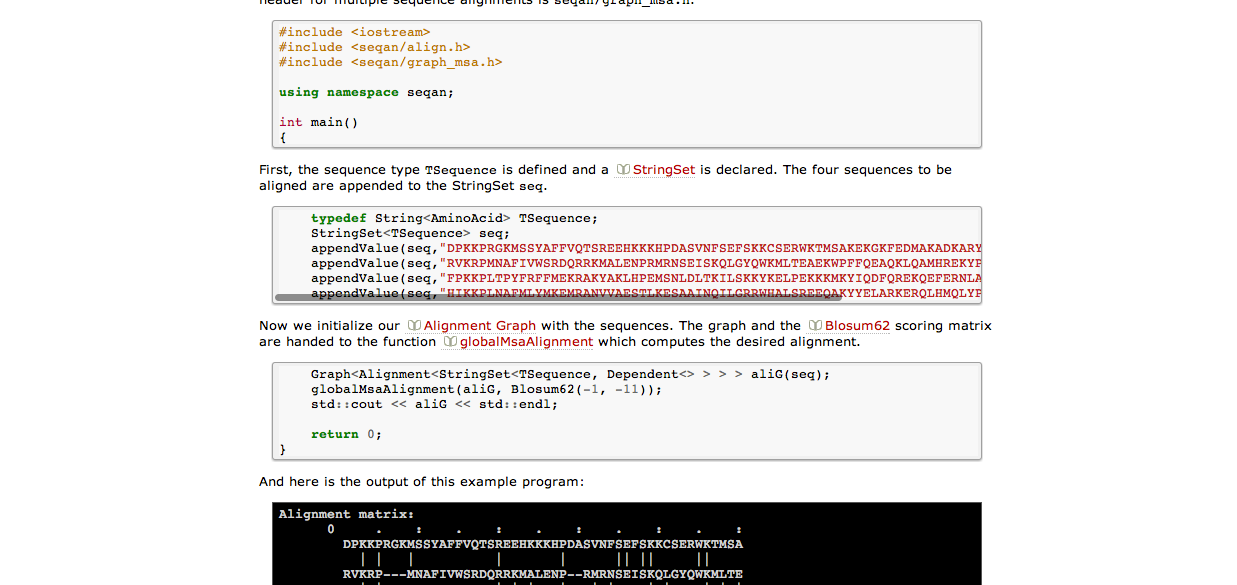 header for multiple sequence alignments is seqan/graph_msa.h.
#include <iostream>
#include <seqan/align.h>
#include <seqan/graph_msa.h>
using namespace seqan;
int main()
{
First, the sequence type TSequence is defined and a StringSet is declared. The four sequences to be
aligned are appended to the StringSet seq.
typedef String<AminoAcid> TSequence;
StringSet<TSequence> seq;
appendValue(seq,"DPKKPRGKMSSYAFFVQTSREEHKKKHPDASVNFSEFSKKCSERWKTMSAKEKGKFEDMAKADKARY
appendValue(seq,"RVKRPMNAFIVWSRDQRRKMALENPRMRNSEISKQLGYQWKMLTEAEKWPFFQEAQKLQAMHREKYP
appendValue(seq,"FPKKPLTPYFRFFMEKRAKYAKLHPEMSNLDLTKILSKKYKELPEKKKMKYIQDFQREKQEFERNLA
appendValue(seq,"HIKKPLNAFMLYMKEMRANVVAESTLKESAAINQILGRRWHALSREEQAKYYELARKERQLHMQLYP
Now we initialize our Alignment Graph with the sequences. The graph and the Blosum62 scoring matrix
are handed to the function globalMsaAlignment which computes the desired alignment.
Graph<Alignment<StringSet<TSequence, Dependent<> > > > aliG(seq);
globalMsaAlignment(aliG, Blosum62(-1, -11));
std::cout << aliG << std::endl;
return 0;
}
And here is the output of this example program:
Alignment matrix:
0     .    :    .    :    .    :    .    :    .    :
DPKKPRGKMSSYAFFVQTSREEHKKKHPDASVNFSEFSKKCSERWKTMSA
| |   |          |       |      || ||     ||
RVKRP---MNAFIVWSRDQRRKMALENP--RMRNSEISKQLGYQWKMLTE